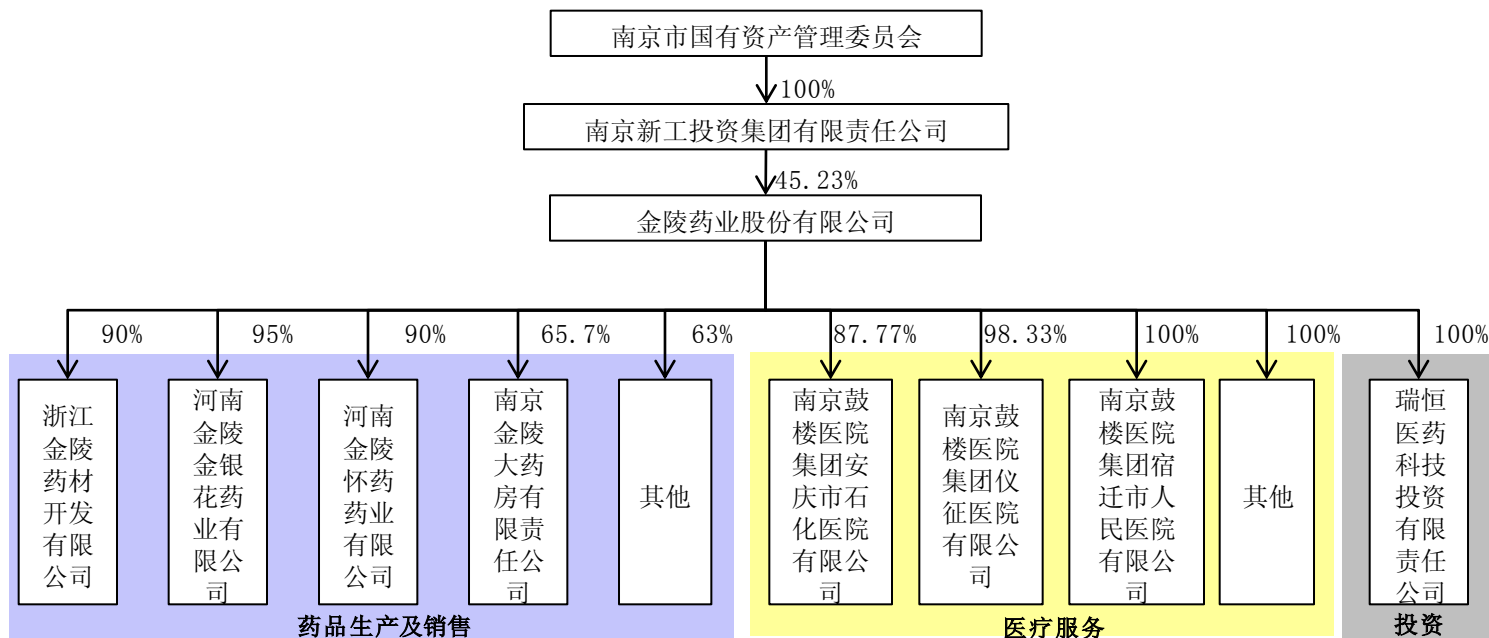 南京市国有资产管理委员会
100%
南京新工投资集团有限责任公司
45.23%
金陵药业股份有限公司
90%
95%
90%
65.7%
63%
87.77%
98.33%
100%
100%
100%
浙江
金陵
药材
开发
有限
公司
河南
金陵
金银
花药
业有
限公
司
河南
金陵
怀药
药业
有限
公司
南京
金陵
大药
房有
限责
任公
司
其他
南京鼓
楼医院
集团安
庆市石
化医院
有限公
司
南京鼓
楼医院
集团仪
征医院
有限公
司
南京鼓
楼医院
集团宿
迁市人
民医院
有限公
司
其他
瑞恒
医药
科技
投资
有限
责任
公司
药品生产及销售
医疗服务
投资